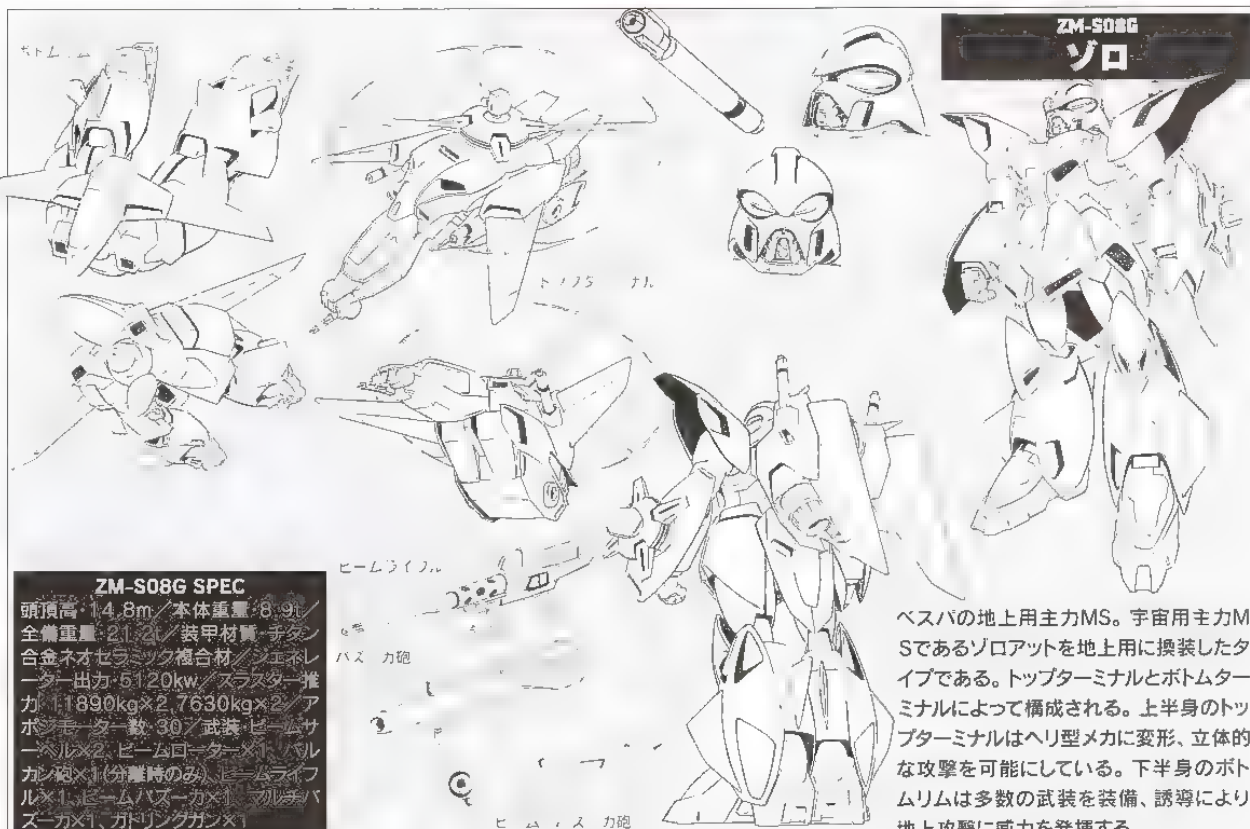 ZM-S08G
ゾロ
ボトム
ビームライフル
バズ カ砲
ZM-S08G SPEC
頭頂高・14.8m／本体重量・8.9t／
全備重量・21.2t／装甲材質・チタン
合金ネオセラミック複合材／ジェネレ
ーター出力・5120kw／スラスター推
力・11890kg×2、7630kg×2／ア
ポジモーター数・30／武装・ビームサ
ーベル×2、ビームローター×1、バル
カン砲×1(分離時のみ)、ビームライフ
ル×1、ビームバズーカ×1、マルチバ
ズーカ×1、ガトリングガン×1
ベスパの地上用主力MS。宇宙用主力M
Sであるゾロアットを地上用に換装したタ
イプである。トップターミナルとボトムター
ミナルによって構成される。上半身のトッ
プターミナルはヘリ型メカに変形、立体的
な攻撃を可能にしている。下半身のボト
ムリムは多数の武装を装備、誘導により
地上攻撃に威力を発揮する。